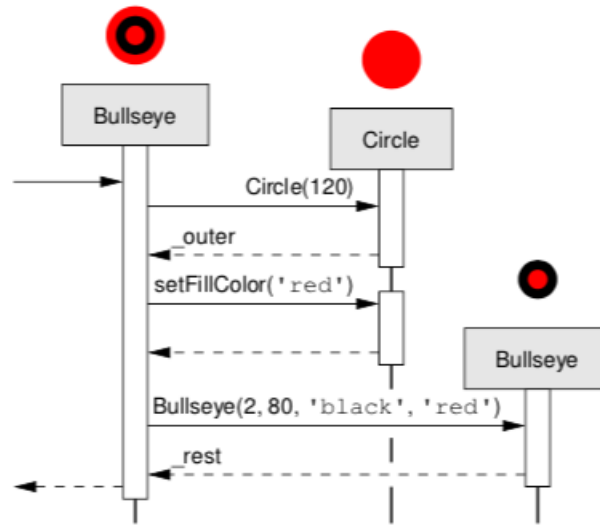 Bullseye
Circle
Circle(120)
_outer
setFillColor('red')
Bullseye
Bullseye(2, 80, 'black', 'red')
_rest